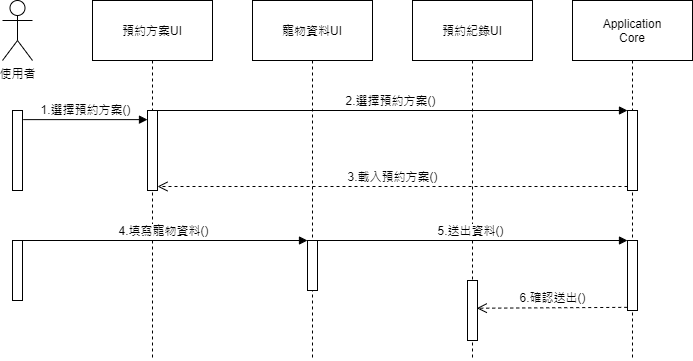 預約方案UI
寵物資料UI
預約紀錄UI
Application
Core
使用者
1.選擇預約方案()
2.選擇預約方案()
3.載入預約方案()
4.填寫寵物資料()
5.送出資料()
6.確認送出()